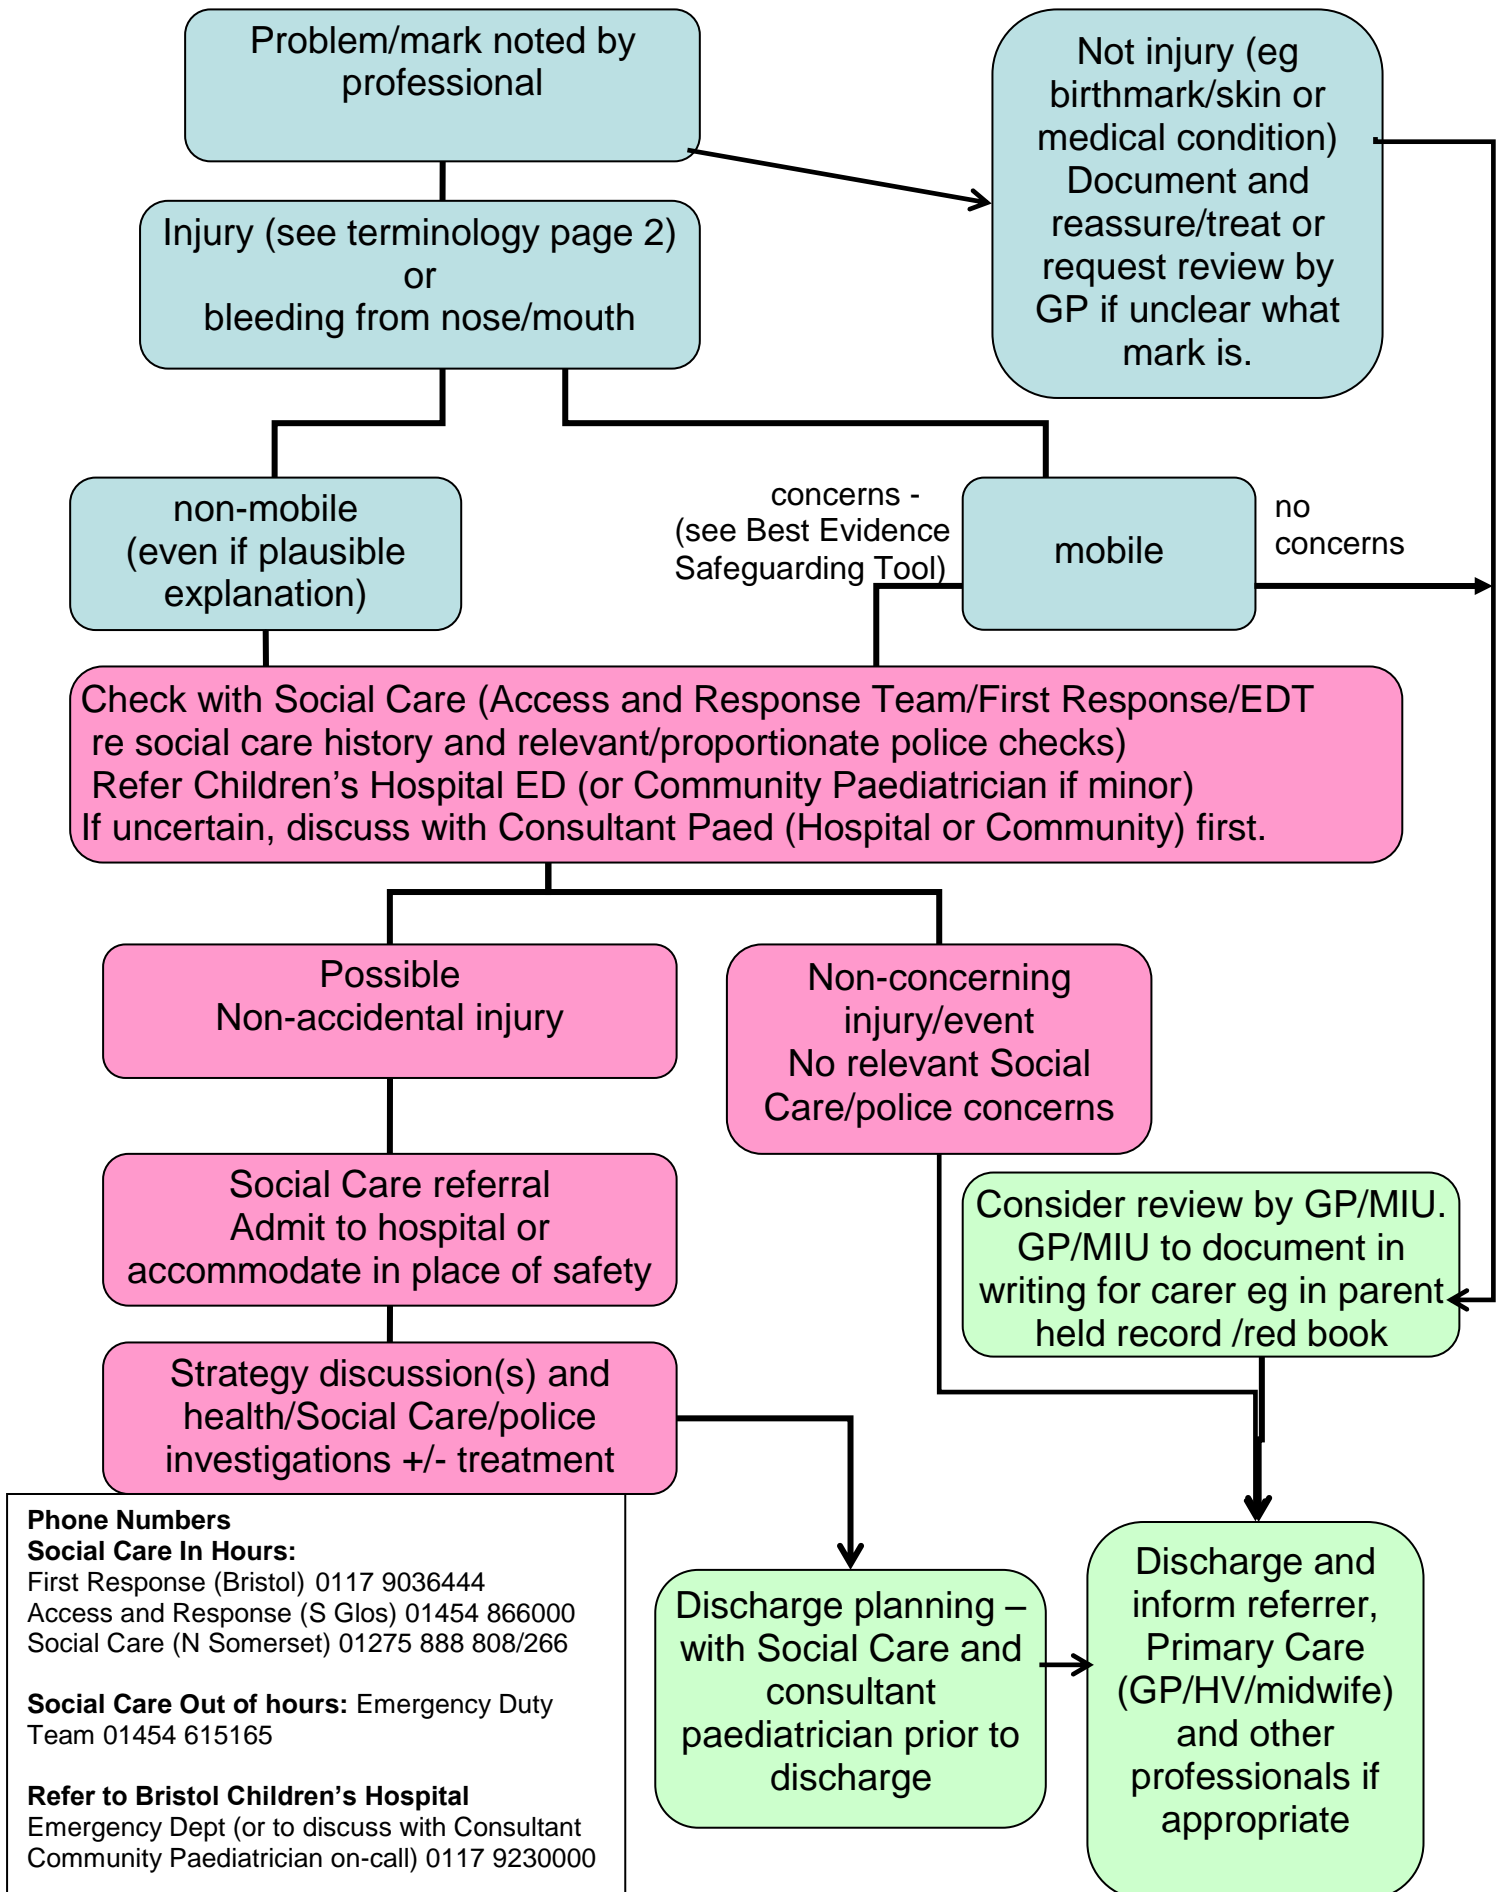 Problem/mark noted by
professional
Not injury (eg
birthmark/skin or
medical condition)
Document and
reassure/treat or
request review by
GP if unclear what
mark is.
Injury (see terminology page 2)
or
bleeding from nose/mouth
non-mobile
(even if plausible
explanation)
concerns -
(see Best Evidence
Safeguarding Tool)
mobile
no
concerns
Check with Social Care (Access and Response Team/First Response/EDT
re social care history and relevant/proportionate police checks)
Refer Children’s Hospital ED (or Community Paediatrician if minor)
If uncertain, discuss with Consultant Paed (Hospital or Community) first.
Possible
Non-accidental injury
Non-concerning
injury/event
No relevant Social
Care/police concerns
Social Care referral
Admit to hospital or
accommodate in place of safety
Consider review by GP/MIU.
GP/MIU to document in
writing for carer eg in parent
held record /red book
Strategy discussion(s) and
health/Social Care/police
investigations +/- treatment
Phone Numbers
Social Care In Hours:
First Response (Bristol) 0117 9036444
Access and Response (S Glos) 01454 866000
Social Care (N Somerset) 01275 888 808/266
Social Care Out of hours: Emergency Duty
Team 01454 615165
Refer to Bristol Children’s Hospital
Emergency Dept (or to discuss with Consultant
Community Paediatrician on-call) 0117 9230000
Discharge planning –
with Social Care and
consultant
paediatrician prior to
discharge
Discharge and
inform referrer,
Primary Care
(GP/HV/midwife)
and other
professionals if
appropriate